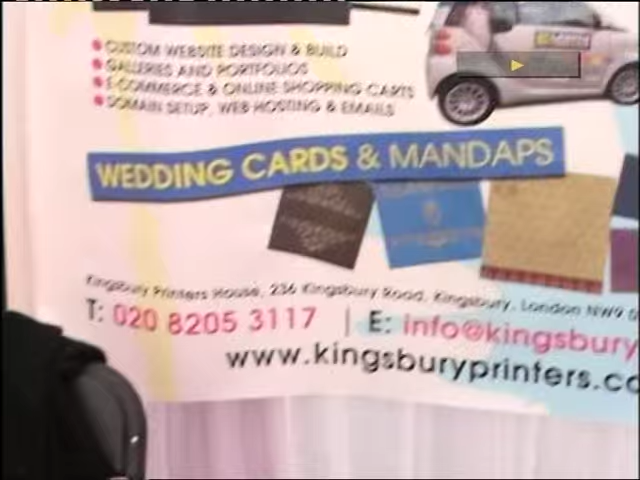 CUSTOM WEBSITE DESIGN & BUILD
GALLERIES AND PORTFOLIOS
E-COMMERCE & ONLINE SHOPPING CARTS
DOMAIN SETUP, WEB HOSTING & EMAILS
WEDDING CARDS & MANDAPS
Kingsbury Printers House, 236 Kingsbury Road, Kingsbury, London NW9
T: 020 8205 3117 | E: info@kingsbury
www.kingsburyprinters.co